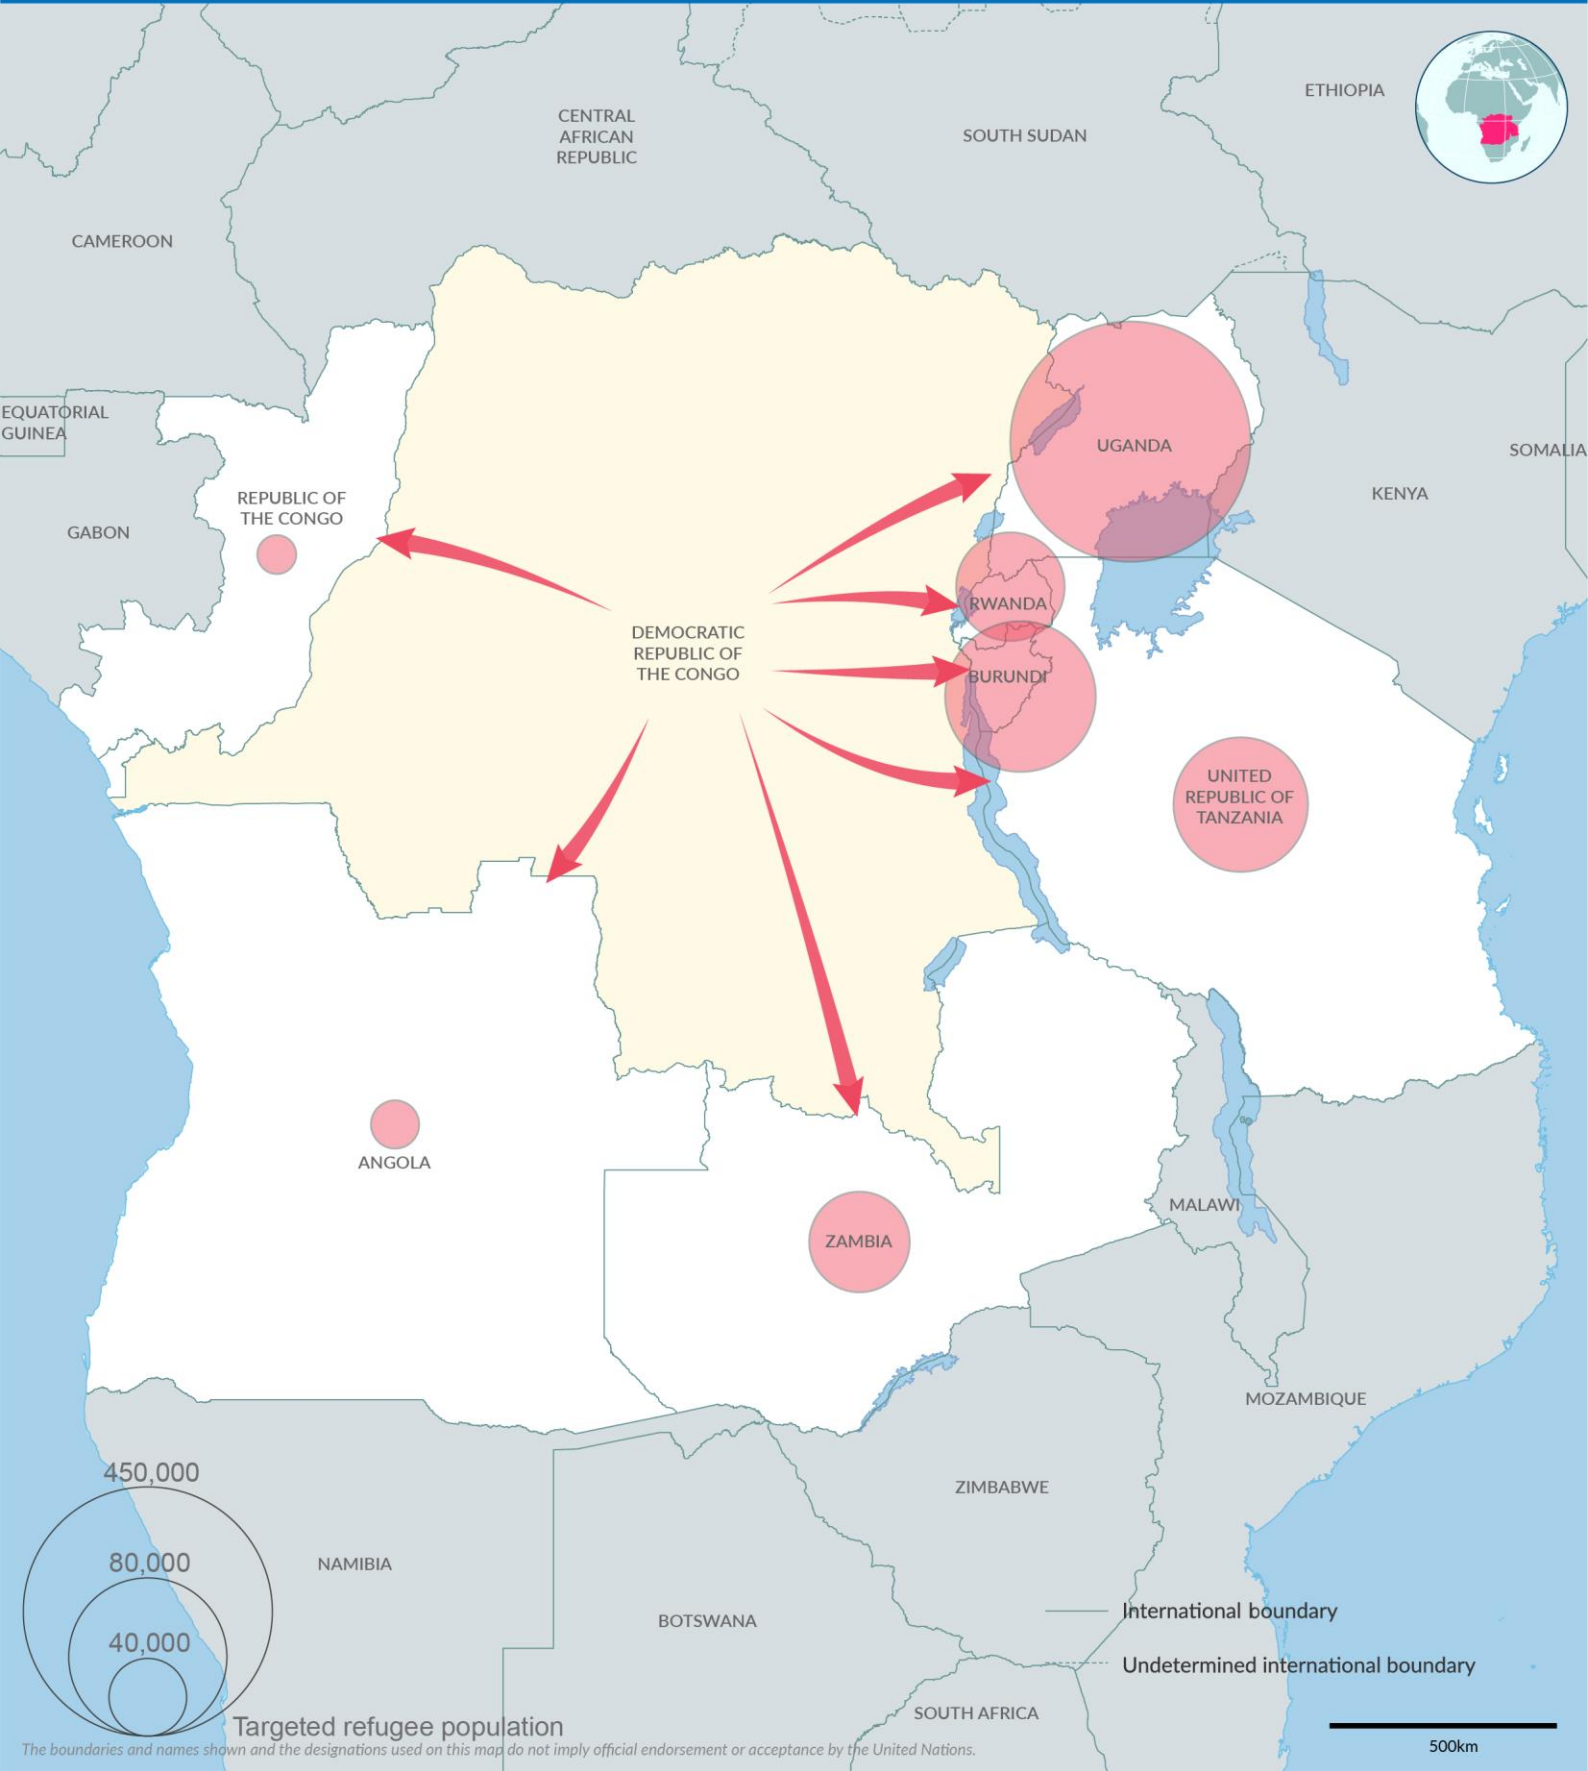 ETHIOPIA
CENTRAL
AFRICAN
REPUBLIC
SOUTH SUDAN
CAMEROON
EQUATORIAL
GUINEA
UGANDA
SOMALIA
KENYA
REPUBLIC OF
THE CONGO
GABON
RWANDA
DEMOCRATIC
REPUBLIC OF
THE CONGO
BURUNDI
UNITED
REPUBLIC OF
TANZANIA
ANGOLA
MALAWI
ZAMBIA
MOZAMBIQUE
450,000
ZIMBABWE
80,000
NAMIBIA
BOTSWANA
International boundary
40,000
Undetermined international boundary
SOUTH AFRICA
Targeted refugee population
500km
The boundaries and names shown and the designations used on this map do not imply official endorsement or acceptance by the United Nations.